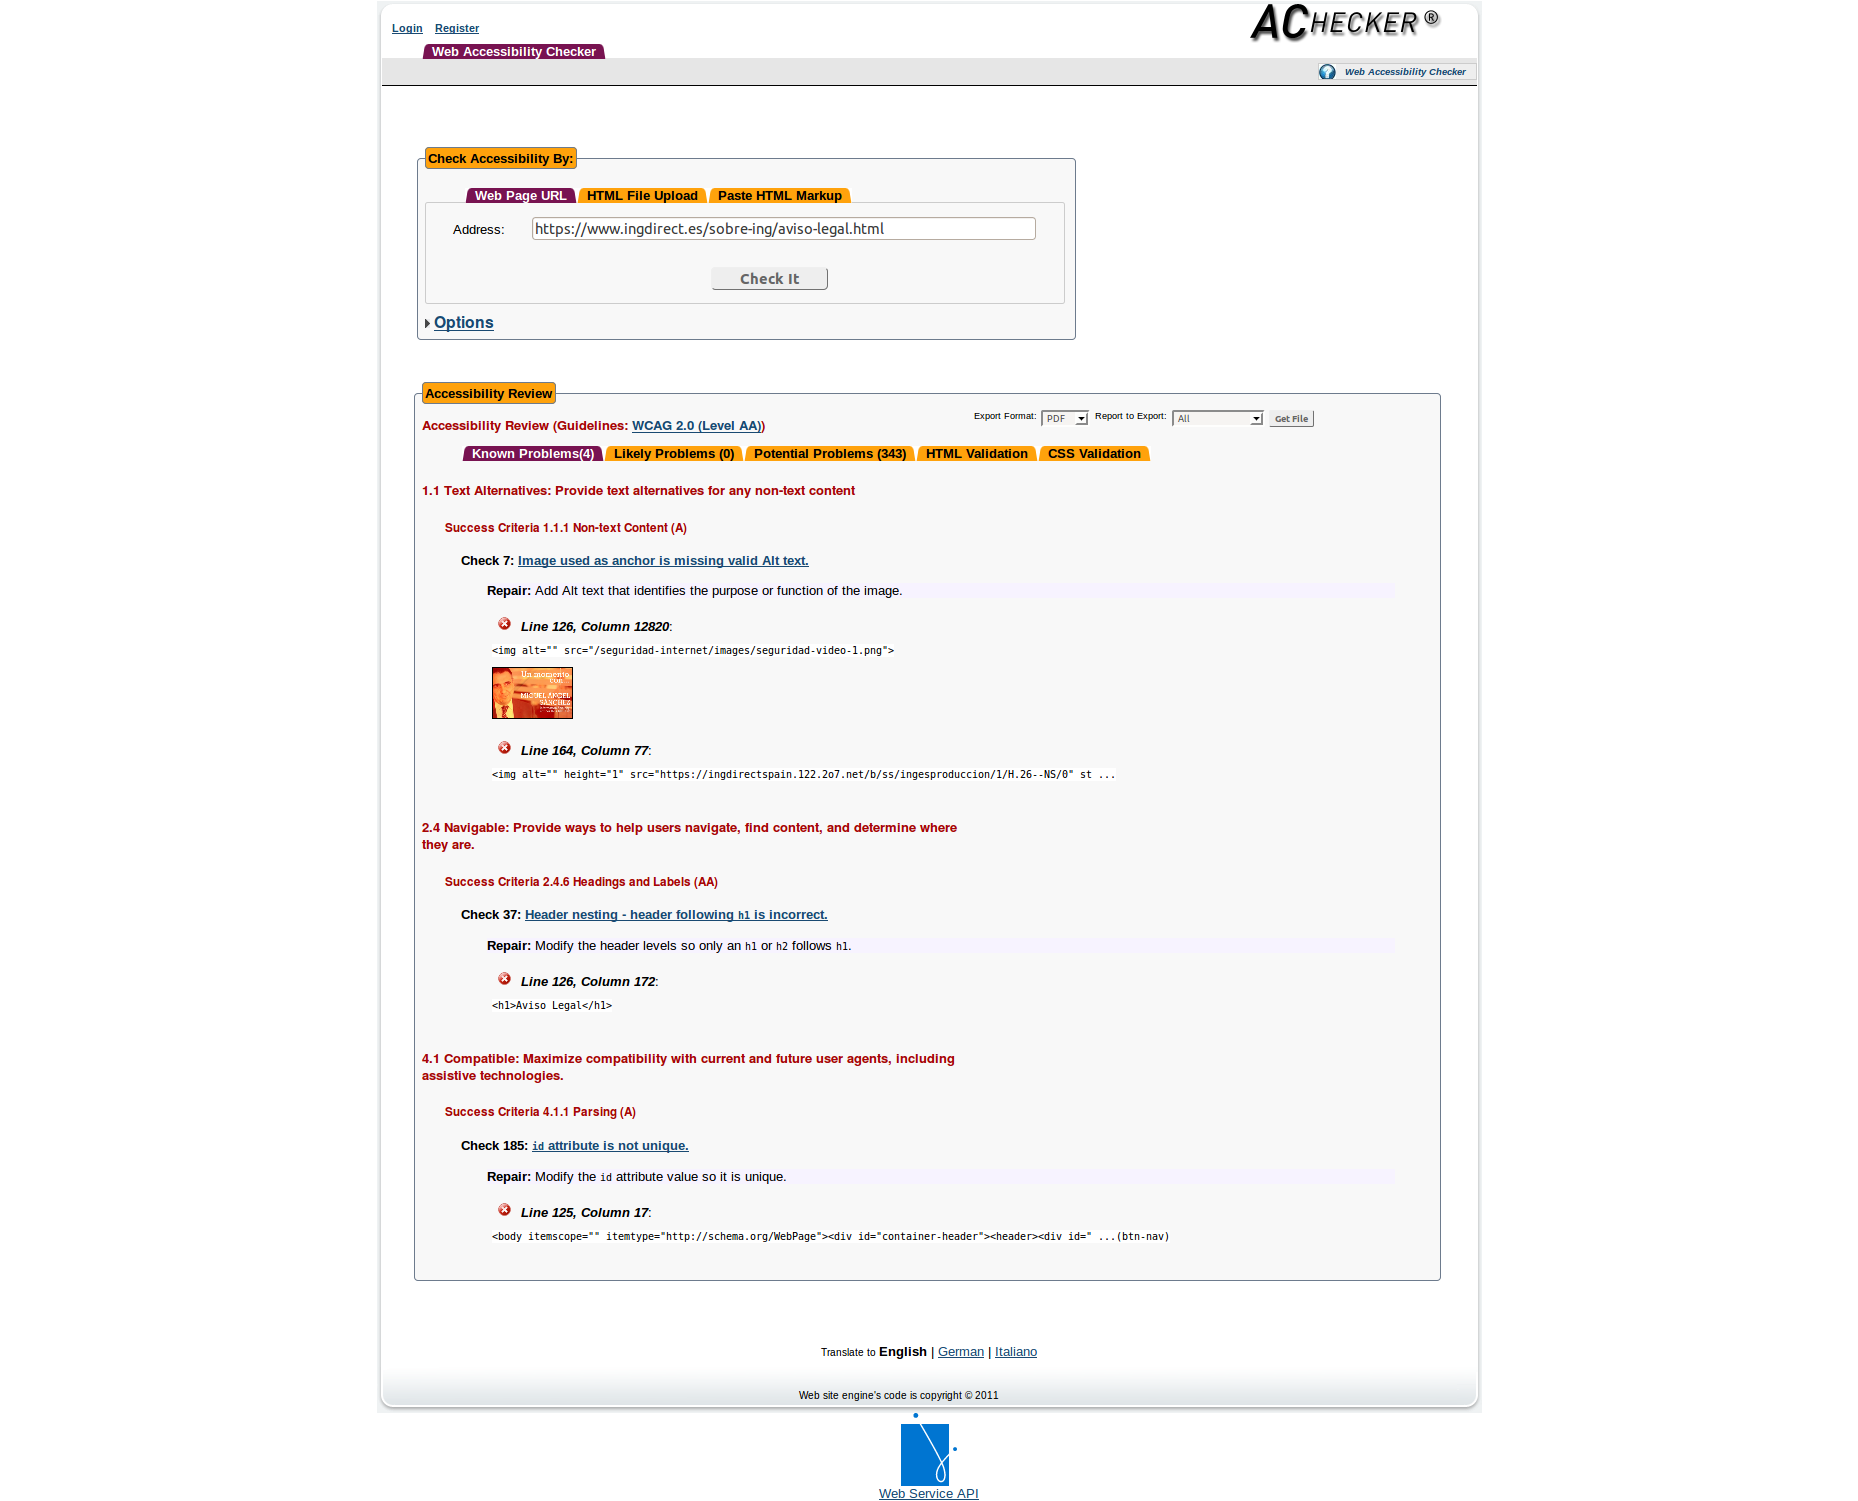 Login Register
ACHECKER ®
Web Accessibility Checker
Web Accessibility Checker
Check Accessibility By:
Web Page URL HTML File Upload Paste HTML Markup
Address: https://www.ingdirect.es/sobre-ing/aviso-legal.html
Check It
Options
Accessibility Review
Export Format: PDF Report to Export: All Get File
Accessibility Review (Guidelines: WCAG 2.0 (Level AA))
Known Problems(4) Likely Problems (0) Potential Problems (343) HTML Validation CSS Validation
1.1 Text Alternatives: Provide text alternatives for any non-text content
Success Criteria 1.1.1 Non-text Content (A)
Check 7: Image used as anchor is missing valid Alt text.
Repair: Add Alt text that identifies the purpose or function of the image.
Line 126, Column 12820:
<img alt="" src="/seguridad-internet/images/seguridad-video-1.png">
Un momento
con
MIGUEL ANGEL
SANCHEZ
Line 164, Column 77:
<img alt="" height="1" src="https://ingdirectspain.122.2o7.net/b/ss/ingesproduccion/1/H.26--NS/0" st ...
2.4 Navigable: Provide ways to help users navigate, find content, and determine where
they are.
Success Criteria 2.4.6 Headings and Labels (AA)
Check 37: Header nesting - header following h1 is incorrect.
Repair: Modify the header levels so only an h1 or h2 follows h1.
Line 126, Column 172:
<h1>Aviso Legal</h1>
4.1 Compatible: Maximize compatibility with current and future user agents, including
assistive technologies.
Success Criteria 4.1.1 Parsing (A)
Check 185: id attribute is not unique.
Repair: Modify the id attribute value so it is unique.
Line 125, Column 17:
<body itemscope="" itemtype="http://schema.org/WebPage"><div id="container-header"><header><div id=" ...(btn-nav)
Translate to English | German | Italiano
Web site engine's code is copyright © 2011
Web Service API